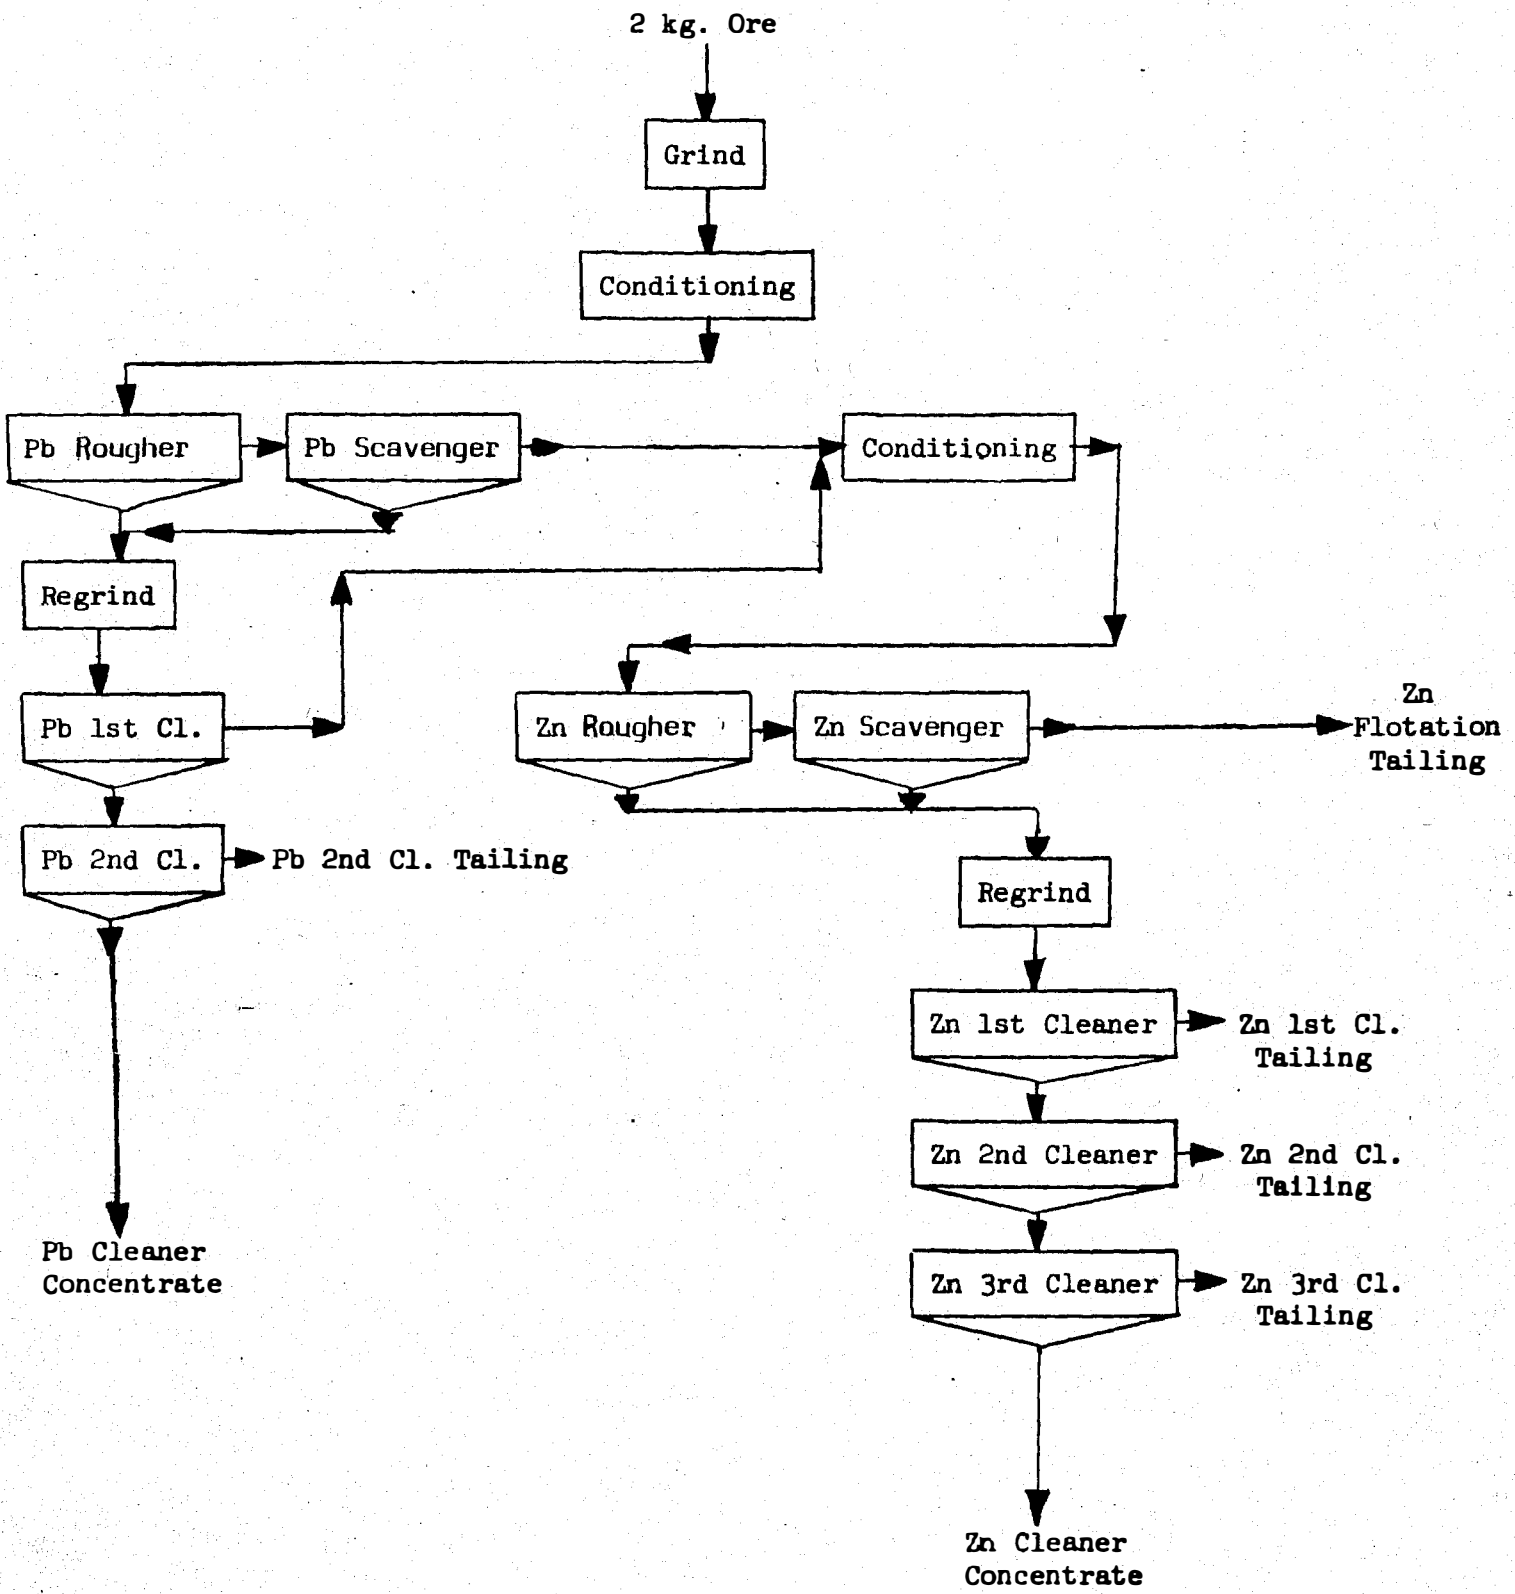 2 kg. Ore
Grind
Conditioning
Pb Rougher
Pb Scavenger
Conditioning
Regrind
Pb 1st Cl.
Zn Rougher
Zn Scavenger
Zn
Flotation
Tailing
Pb 2nd Cl.
Pb 2nd Cl. Tailing
Regrind
Zn 1st Cleaner
Zn 1st Cl.
Tailing
Zn 2nd Cleaner
Zn 2nd Cl.
Tailing
Pb Cleaner
Concentrate
Zn 3rd Cleaner
Zn 3rd Cl.
Tailing
Zn Cleaner
Concentrate